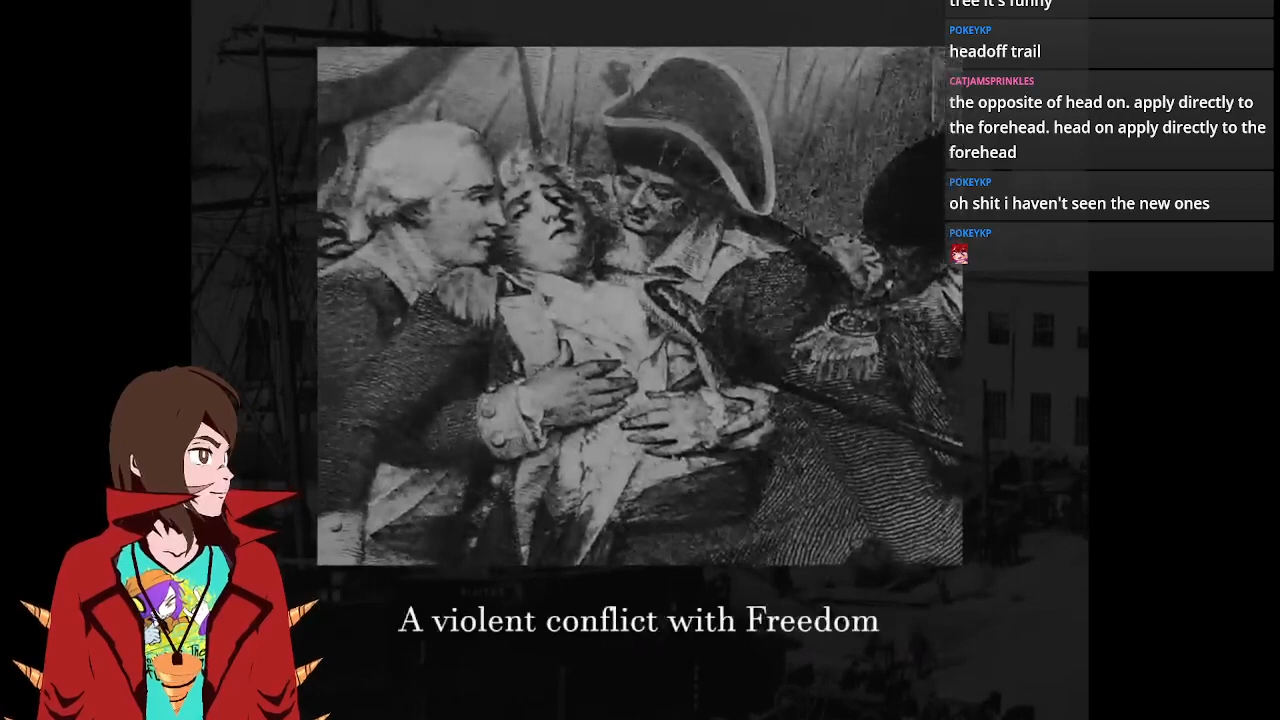 tree it's funny
POKEYKP
headoff trail
CATJAMSPRINKLES
the opposite of head on. apply directly to
the forehead. head on apply directly to the
forehead
POKEYKP
oh shit i haven't seen the new ones
POKEYKP
A violent conflict with Freedom